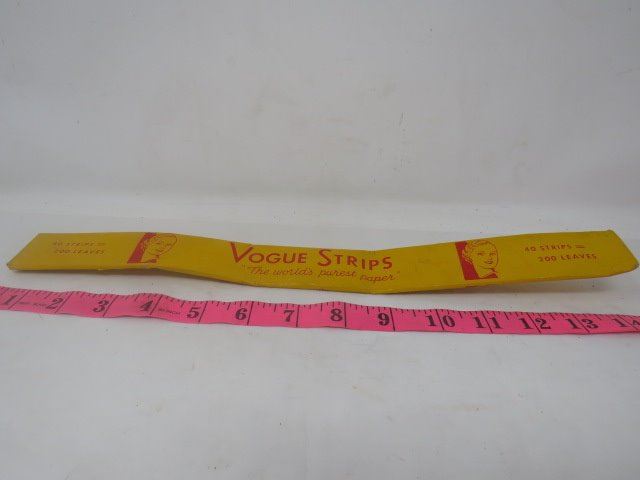 40 STRIPS =
200 LEAVES
VOGUE STRIPS
"The world's purest paper"
40 STRIPS =
200 LEAVES
1 2 3 4 5 6 7 8 9 10 11 12 13 14